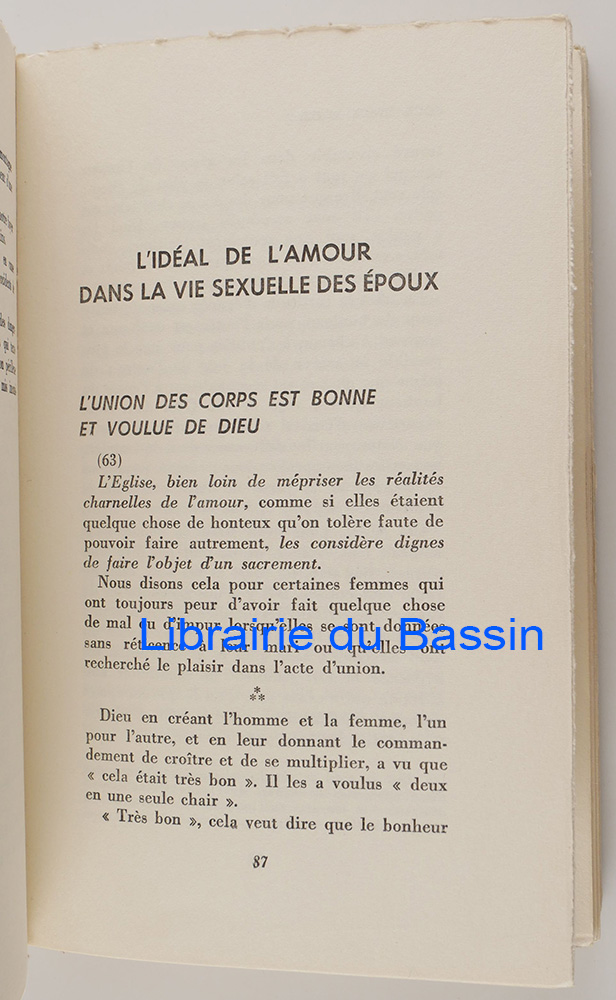 L'IDÉAL DE L'AMOUR
DANS LA VIE SEXUELLE DES ÉPOUX
L'UNION DES CORPS EST BONNE
ET VOULUE DE DIEU
(63)
L'Eglise, bien loin de mépriser les réalités
charnelles de l'amour, comme si elles étaient
quelque chose de honteux qu'on tolère faute de
pouvoir faire autrement, les considère dignes
de faire l'objet d'un sacrement.
Nous disons cela pour certaines femmes qui
ont toujours peur d'avoir fait quelque chose
de mal ou d'impur lorsqu'elles se sont données
sans réticence à leur mari ou qu'elles ont
recherché le plaisir dans l'acte d'union.
Librairie du Bassin
*
**
Dieu en créant l'homme et la femme, l'un
pour l'autre, et en leur donnant le comman-
dement de croître et de se multiplier, a vu que
« cela était très bon ». Il les a voulus « deux
en une seule chair ».
« Très bon », cela veut dire que le bonheur
87